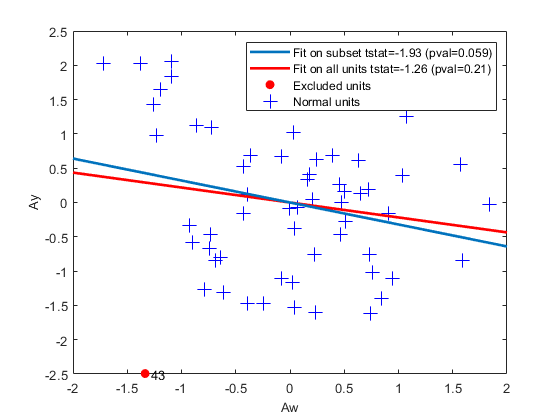 2.5
2
1.5
1
0.5
0
-0.5
-1
-1.5
-2
-2.5
Ay
Fit on subset tstat=-1.93 (pval=0.059)
Fit on all units tstat=-1.26 (pval=0.21)
Excluded units
Normal units
43
-2 -1.5 -1 -0.5 0 0.5 1 1.5 2
Aw